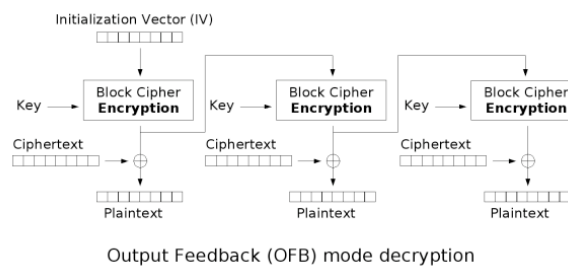 Initialization Vector (IV)
Block Cipher
Encryption
Key
Block Cipher
Encryption
Key
Block Cipher
Encryption
Key
Ciphertext
Ciphertext
Ciphertext
Plaintext
Plaintext
Plaintext
Output Feedback (OFB) mode decryption